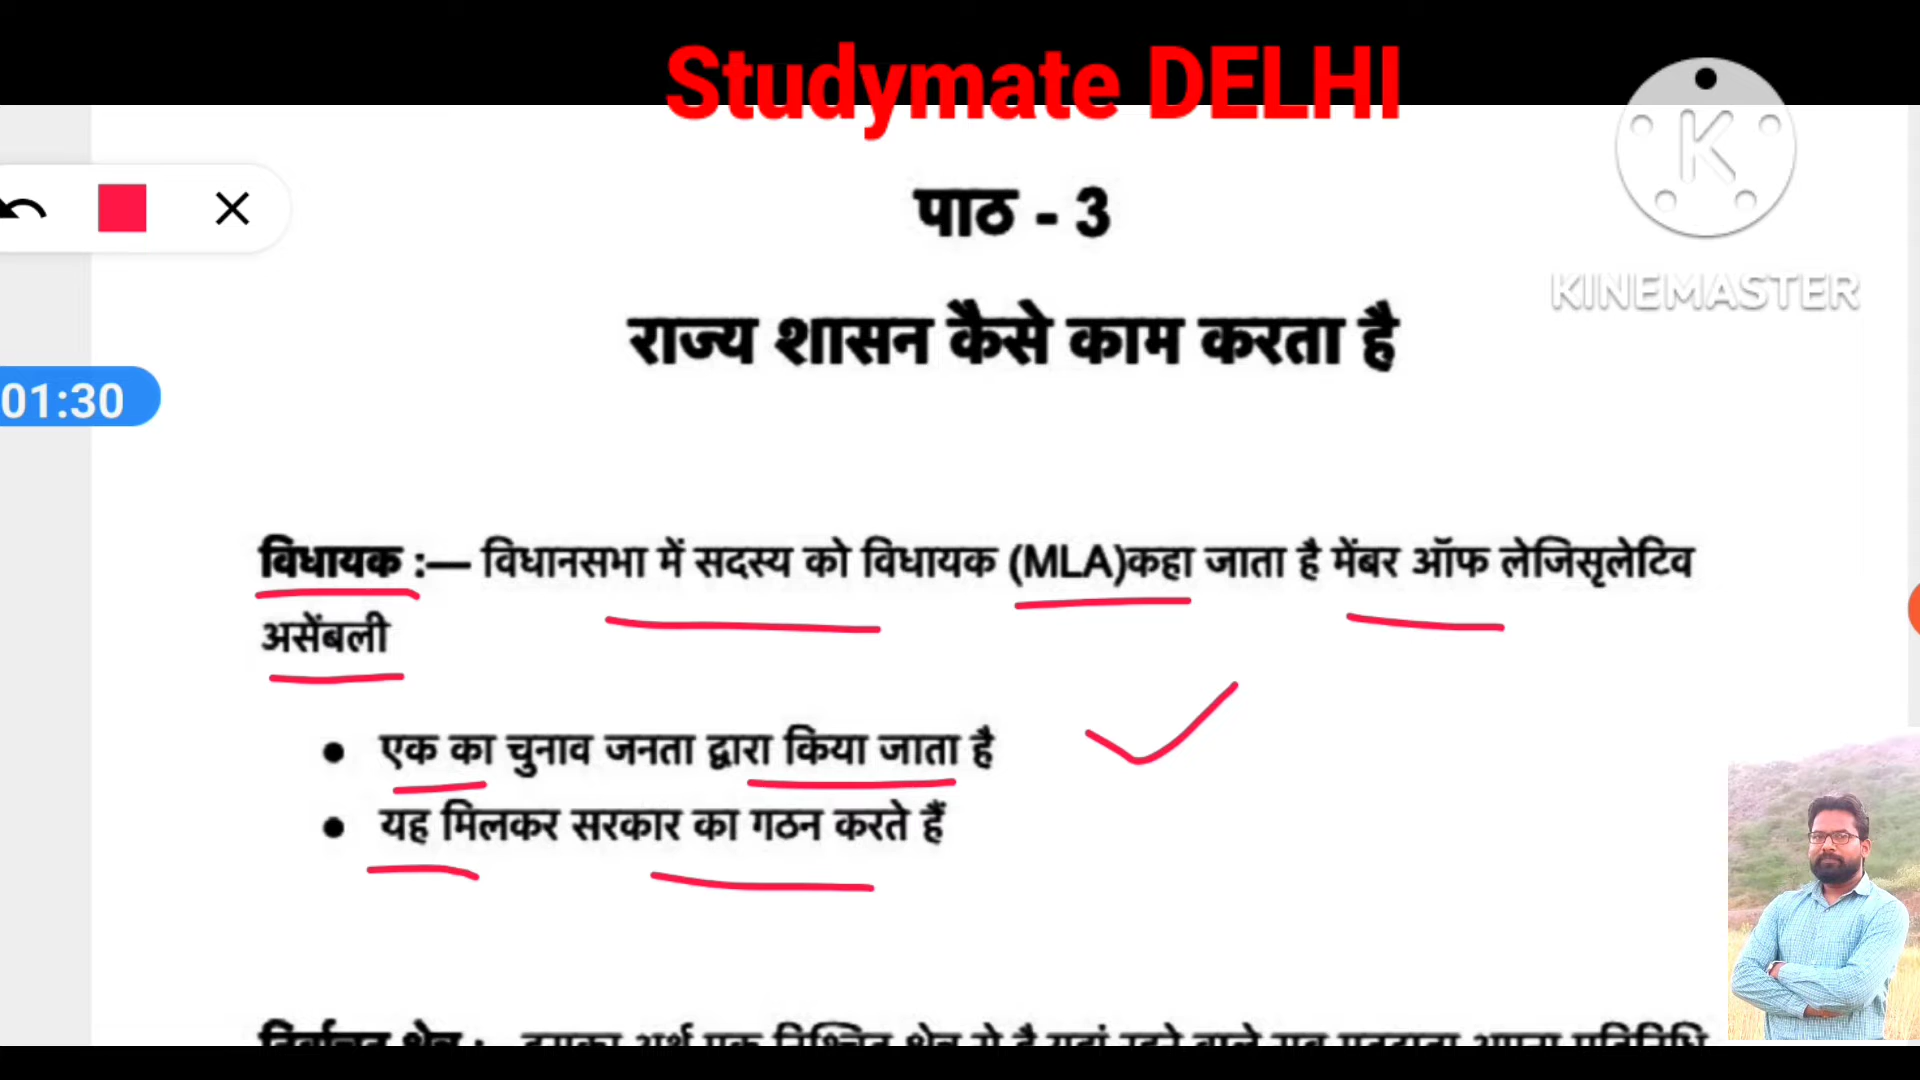 Studymate DELHI
K
KINEMASTER
पाठ - 3
राज्य शासन कैसे काम करता है
01:30
विधायक :— विधानसभा में सदस्य को विधायक (MLA)कहा जाता है मेंबर ऑफ लेजिसृलेटिव
असेंबली
• एक का चुनाव जनता द्वारा किया जाता है
• यह मिलकर सरकार का गठन करते हैं